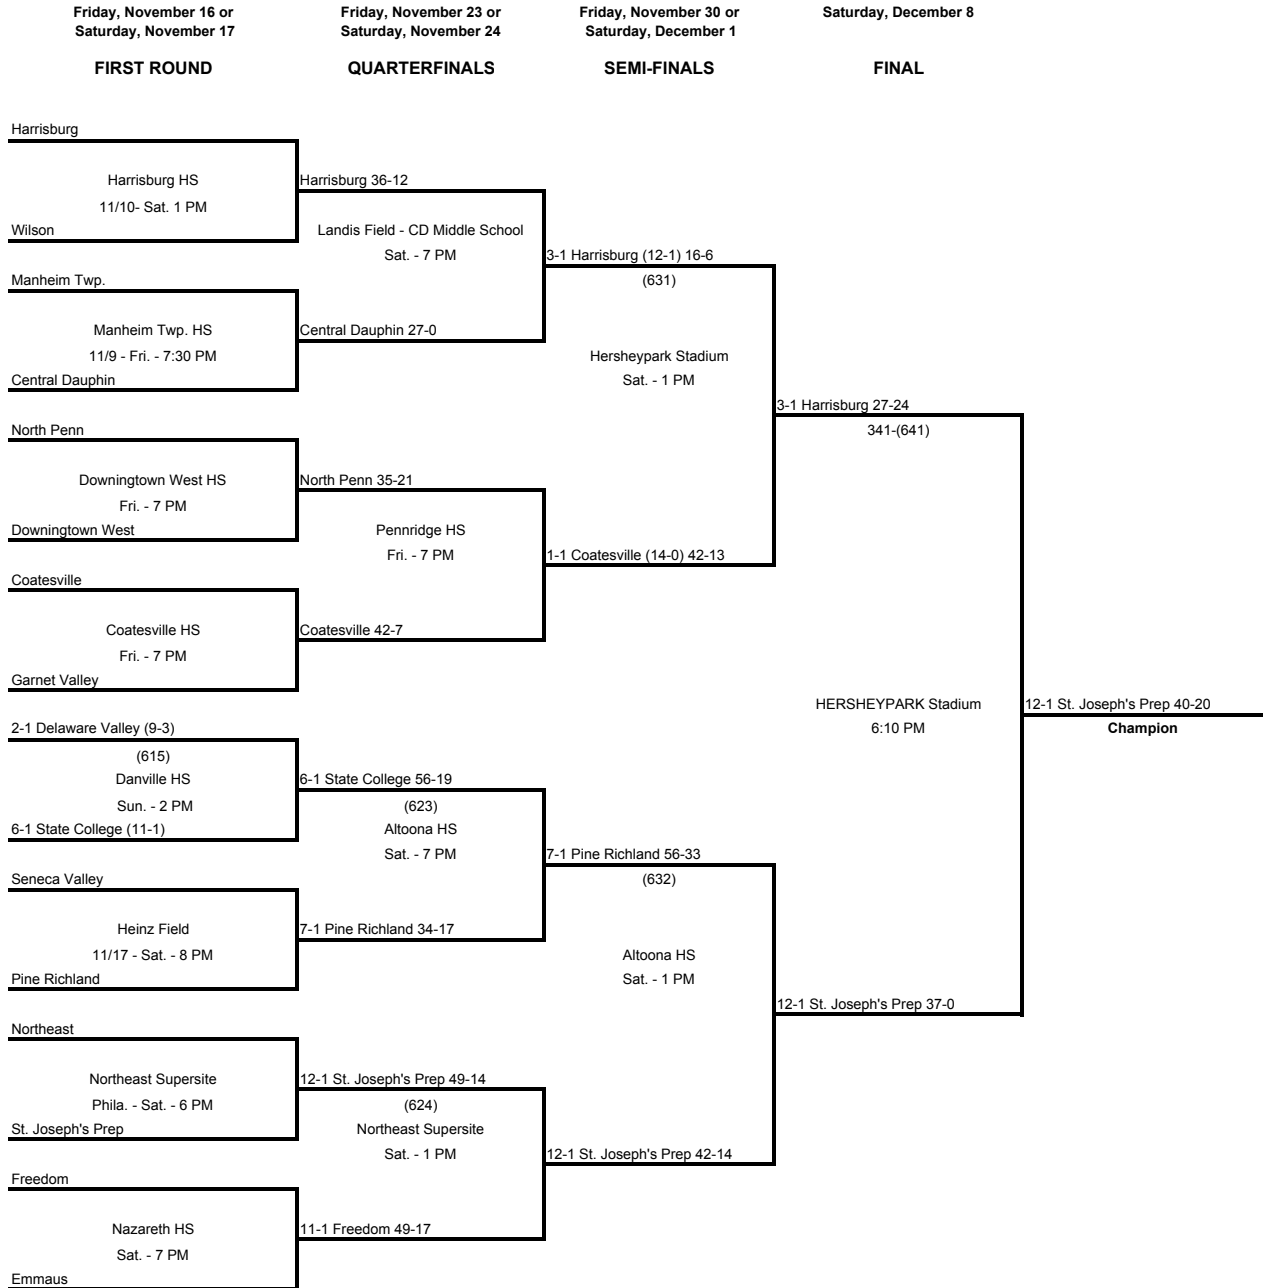 Friday, November 16 or
Saturday, November 17
FIRST ROUND
Friday, November 23 or
Saturday, November 24
QUARTERFINALS
Friday, November 30 or
Saturday, December 1
SEMI-FINALS
Saturday, December 8
FINAL
Harrisburg
Harrisburg HS
11/10- Sat. 1 PM
Wilson
Manheim Twp.
Manheim Twp. HS
11/9 - Fri. - 7:30 PM
Central Dauphin
North Penn
Downingtown West HS
Fri. - 7 PM
Downingtown West
Coatesville
Coatesville HS
Fri. - 7 PM
Garnet Valley
2-1 Delaware Valley (9-3)
(615)
Danville HS
Sun. - 2 PM
6-1 State College (11-1)
Seneca Valley
Heinz Field
11/17 - Sat. - 8 PM
Pine Richland
Northeast
Northeast Supersite
Phila. - Sat. - 6 PM
St. Joseph's Prep
Freedom
Nazareth HS
Sat. - 7 PM
Emmaus
Harrisburg 36-12
Landis Field - CD Middle School
Sat. - 7 PM
Central Dauphin 27-0
North Penn 35-21
Pennridge HS
Fri. - 7 PM
Coatesville 42-7
6-1 State College 56-19
(623)
Altoona HS
Sat. - 7 PM
7-1 Pine Richland 34-17
12-1 St. Joseph's Prep 49-14
(624)
Northeast Supersite
Sat. - 1 PM
11-1 Freedom 49-17
3-1 Harrisburg (12-1) 16-6
(631)
Hersheypark Stadium
Sat. - 1 PM
1-1 Coatesville (14-0) 42-13
7-1 Pine Richland 56-33
(632)
Altoona HS
Sat. - 1 PM
12-1 St. Joseph's Prep 42-14
3-1 Harrisburg 27-24
341-(641)
HERSHEYPARK Stadium
6:10 PM
12-1 St. Joseph's Prep 37-0
12-1 St. Joseph's Prep 40-20
Champion